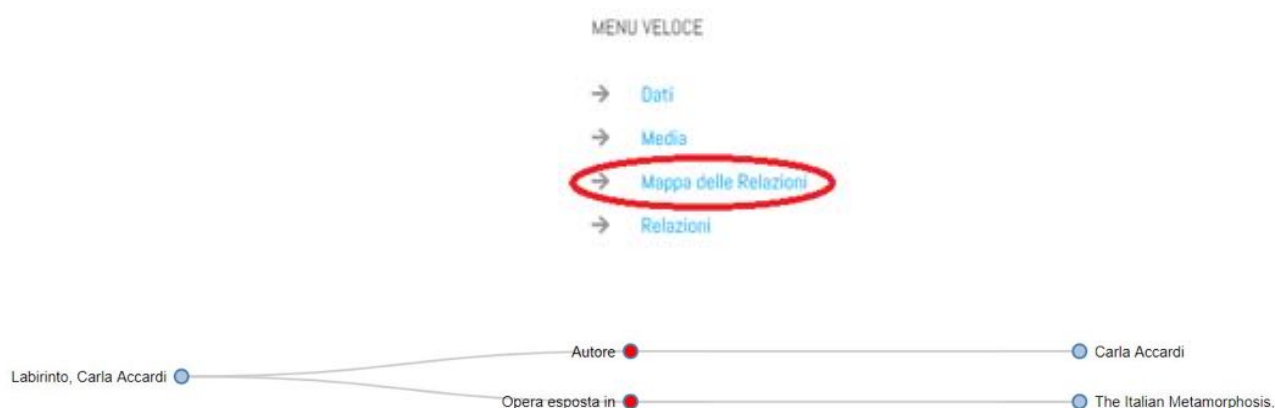 MENU VELOCE
Dati
Media
Mappa delle Relazioni
Relazioni
Autore
Carla Accardi
Labirinto, Carla Accardi
Opera esposta in
The Italian Metamorphosis,